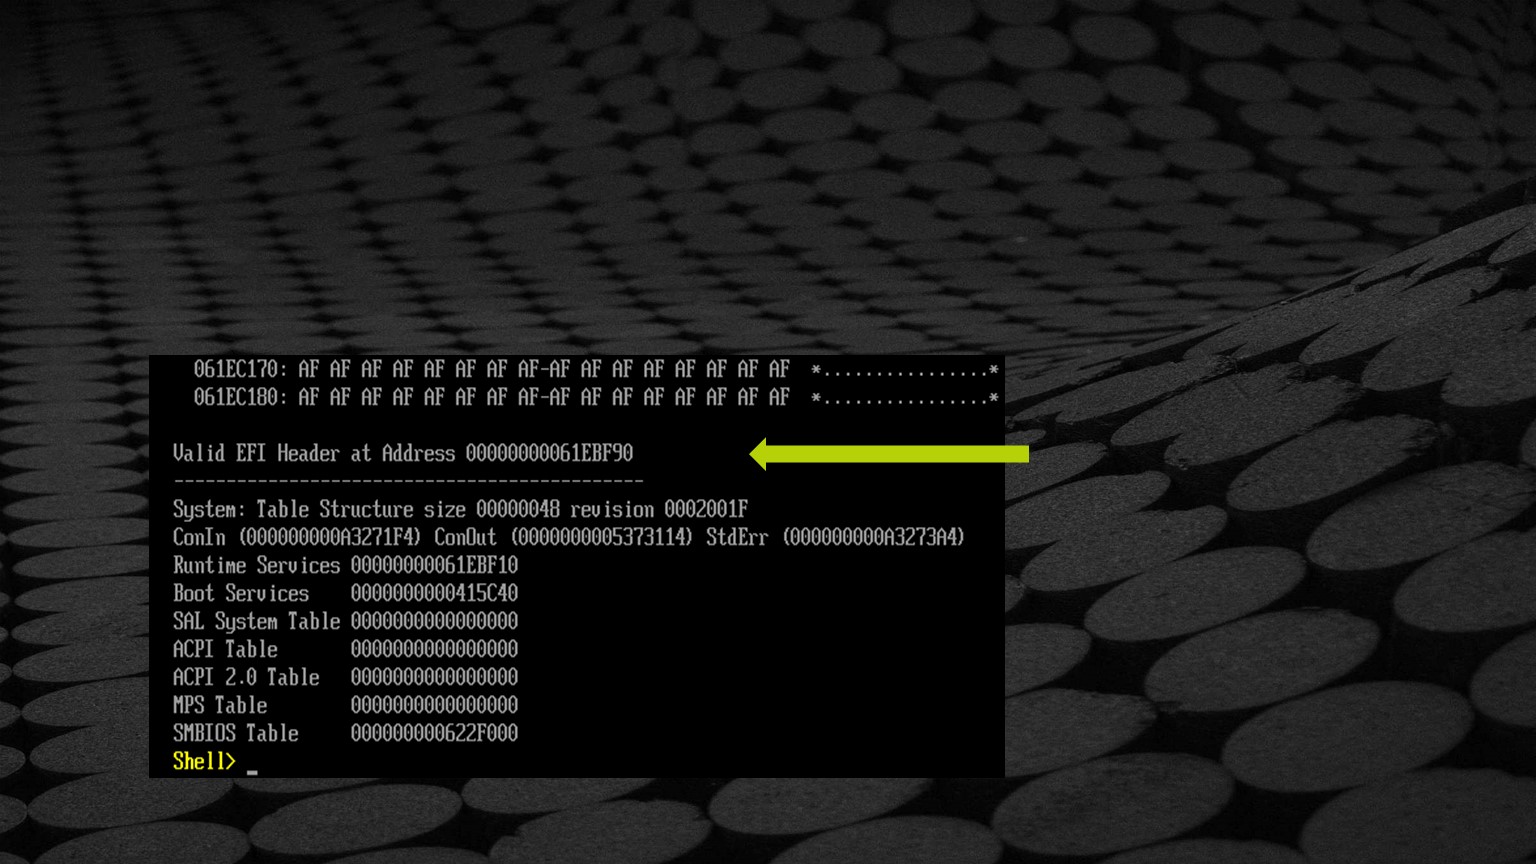 061EC170: AF AF AF AF AF AF AF AF-AF AF AF AF AF AF AF AF  *................*
061EC180: AF AF AF AF AF AF AF AF-AF AF AF AF AF AF AF AF  *................*
Valid EFI Header at Address 00000000061EBF90
---------------------------------------------
System: Table Structure size 00000048 revision 0002001F
ConIn (000000000A3271F4) ConOut (0000000005373114) StdErr (000000000A3273A4)
Runtime Services 00000000061EBF10
Boot Services    0000000000415C40
SAL System Table 0000000000000000
ACPI Table       0000000000000000
ACPI 2.0 Table   0000000000000000
MPS Table        0000000000000000
SMBIOS Table     000000000622F000
Shell> _